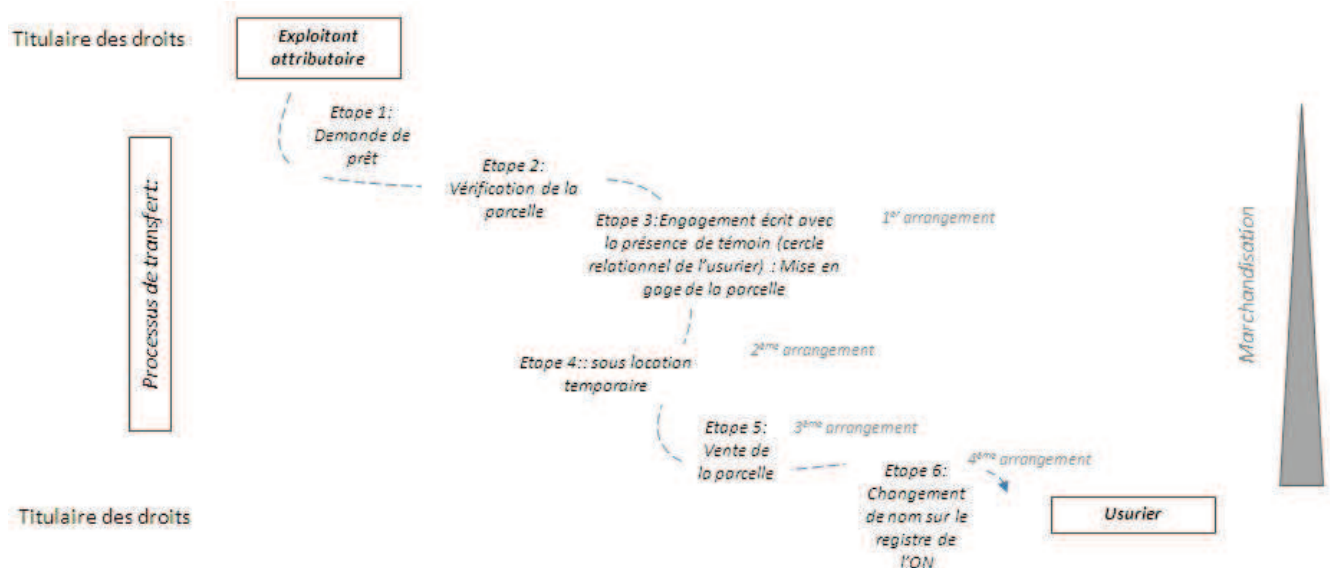 Titulaire des droits
Exploitant
attributaire
Etape 1:
Demande de
prêt
Processus de transfert:
Etape 2:
Vérification de la
parcelle
Etape 3:Engagement écrit avec
la présence de témoin (cercle
relationnel de l'usurier) : Mise en
gage de la parcelle
1er arrangement
Marchandisation
Etape 4:: sous location
temporaire
2ème arrangement
Etape 5:
Vente de
la parcelle
3ème arrangement
Etape 6:
Changement
de nom sur le
registre de
l'ON
4ème arrangement
Titulaire des droits
Usurier